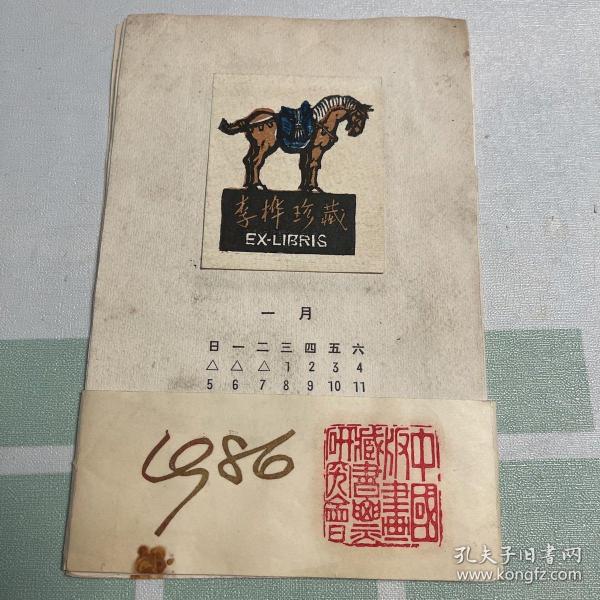 李桦珍藏
EX-LIBRIS
一月
日 一 二 三 四 五 六
△ △ △ 1 2 3 4
5 6 7 8 9 10 11
1986
中國
版畫
藏書票
研究會
孔夫子旧书网
www.kongfz.com